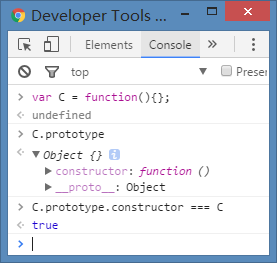 Developer Tools ...
Elements Console
top Preser
var C = function(){};
undefined
C.prototype
Object {}
constructor: function ()
__proto__: Object
C.prototype.constructor === C
true